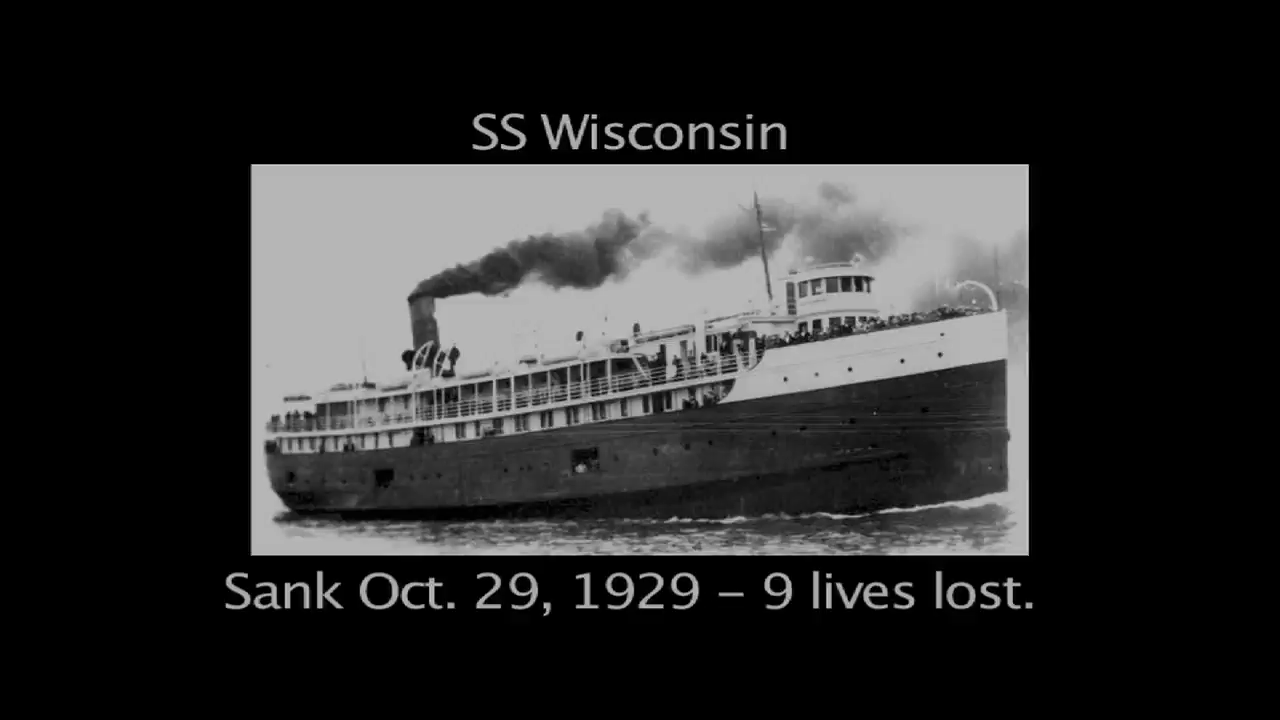 SS Wisconsin
Sank Oct. 29, 1929 – 9 lives lost.